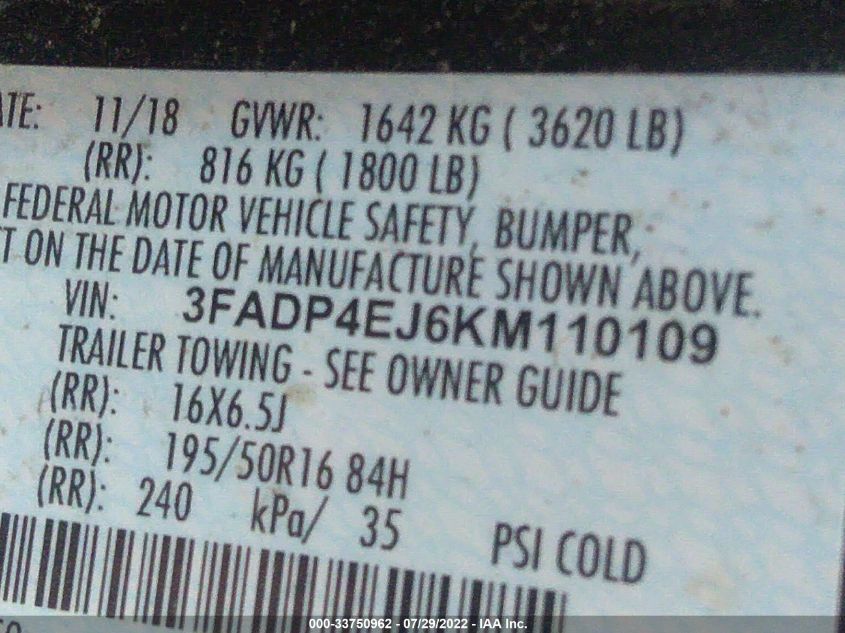 ATE: 11/18 GVWR: 1642 KG ( 3620 LB)
(RR): 816 KG ( 1800 LB)
FEDERAL MOTOR VEHICLE SAFETY, BUMPER,
T ON THE DATE OF MANUFACTURE SHOWN ABOVE.
VIN: 3FADP4EJ6KM110109
TRAILER TOWING - SEE OWNER GUIDE
(RR): 16X6.5J
(RR): 195/50R16 84H
(RR): 240 kPa/ 35 PSI COLD
000-33750962 - 07/29/2022 - IAA Inc.